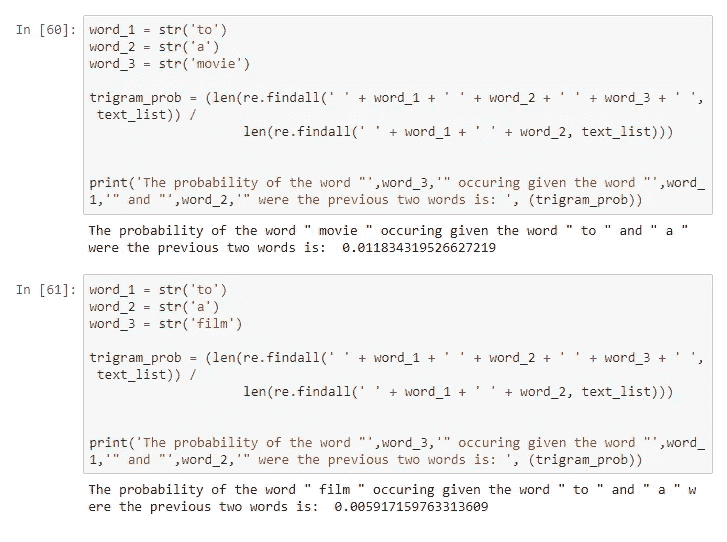 In [60]: word_1 = str('to')
word_2 = str('a')
word_3 = str('movie')
trigram_prob = (len(re.findall(' ' + word_1 + ' ' + word_2 + ' ' + word_3 + ' ',
text_list)) /
len(re.findall(' ' + word_1 + ' ' + word_2, text_list)))
print('The probability of the word "',word_3,'" occuring given the word "',word_
1,'" and "',word_2,'" were the previous two words is: ', (trigram_prob))
The probability of the word " movie " occuring given the word " to " and " a "
were the previous two words is:  0.011834319526627219
In [61]: word_1 = str('to')
word_2 = str('a')
word_3 = str('film')
trigram_prob = (len(re.findall(' ' + word_1 + ' ' + word_2 + ' ' + word_3 + ' ',
text_list)) /
len(re.findall(' ' + word_1 + ' ' + word_2, text_list)))
print('The probability of the word "',word_3,'" occuring given the word "',word_
1,'" and "',word_2,'" were the previous two words is: ', (trigram_prob))
The probability of the word " film " occuring given the word " to " and " a " w
ere the previous two words is:  0.005917159763313609